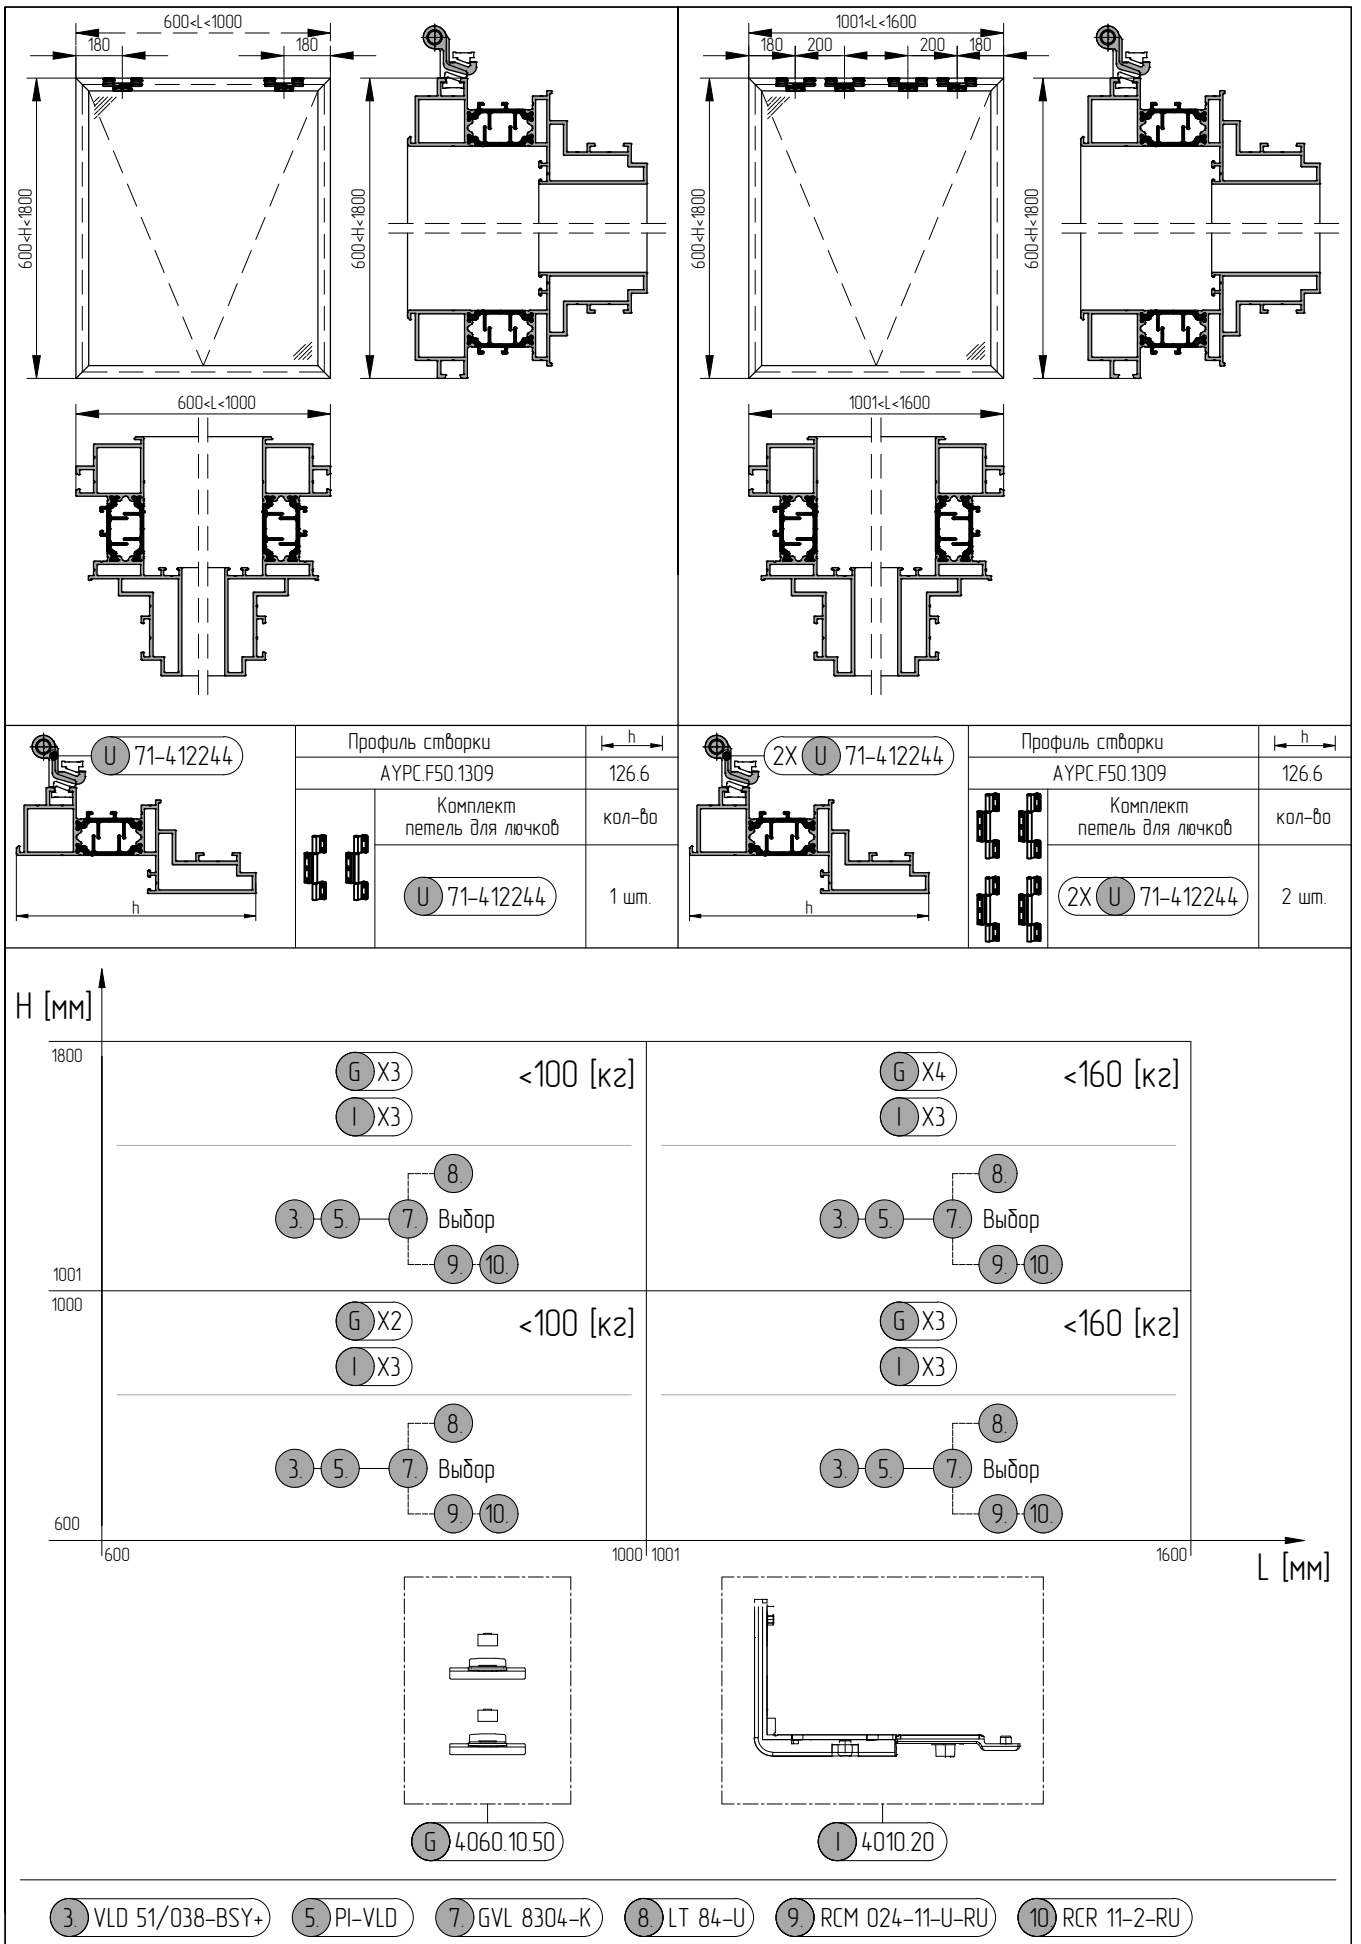 600<L<1000
180 180
600<H<1800
600<H<1800
600<L<1000
1001<L<1600
180 200 200 180
600<H<1800
600<H<1800
1001<L<1600
U 71-412244
h
Профиль створки h
AYPC.F50.1309 126.6
Комплект
петель для лючков
кол-во
U 71-412244 1 шт.
2X U 71-412244
h
Профиль створки h
AYPC.F50.1309 126.6
Комплект
петель для лючков
кол-во
2X U 71-412244 2 шт.
H [мм]
1800
G X3 <100 [кг]
I X3
8.
3. 5. 7. Выбор
9. 10.
G X4 <160 [кг]
I X3
8.
3. 5. 7. Выбор
9. 10.
1001
1000
G X2 <100 [кг]
I X3
8.
3. 5. 7. Выбор
9. 10.
G X3 <160 [кг]
I X3
8.
3. 5. 7. Выбор
9. 10.
600
600 1000 1001 1600
L [мм]
G 4060.10.50
I 4010.20
3. VLD 51/038-BSY+ 5. PI-VLD 7. GVL 8304-K 8. LT 84-U 9. RCM 024-11-U-RU 10 RCR 11-2-RU